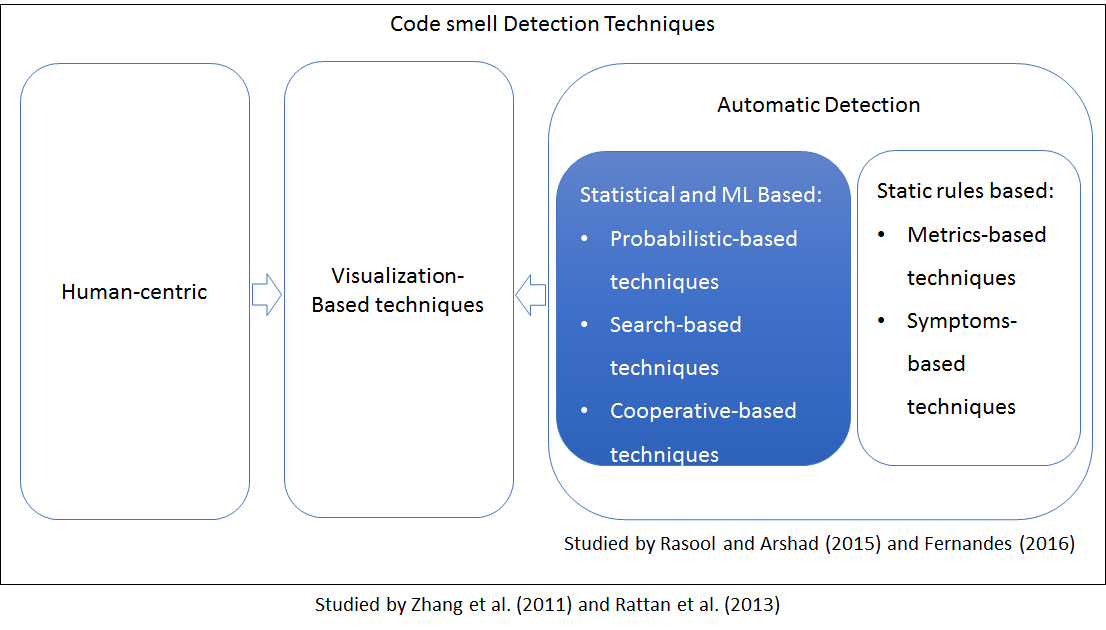 Code smell Detection Techniques
Human-centric
Visualization-
Based techniques
Automatic Detection
Statistical and ML Based:
• Probabilistic-based
techniques
• Search-based
techniques
• Cooperative-based
techniques
Static rules based:
• Metrics-based
techniques
• Symptoms-
based
techniques
Studied by Rasool and Arshad (2015) and Fernandes (2016)
Studied by Zhang et al. (2011) and Rattan et al. (2013)